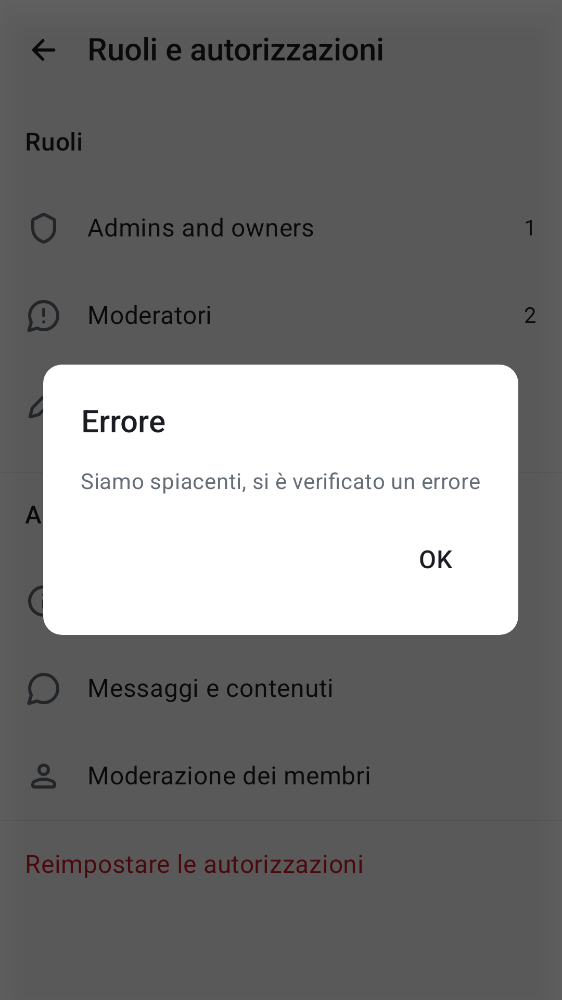 Ruoli e autorizzazioni
Ruoli
Admins and owners
1
Moderatori
2
Errore
Siamo spiacenti, si è verificato un errore
A
OK
Messaggi e contenuti
Moderazione dei membri
Reimpostare le autorizzazioni